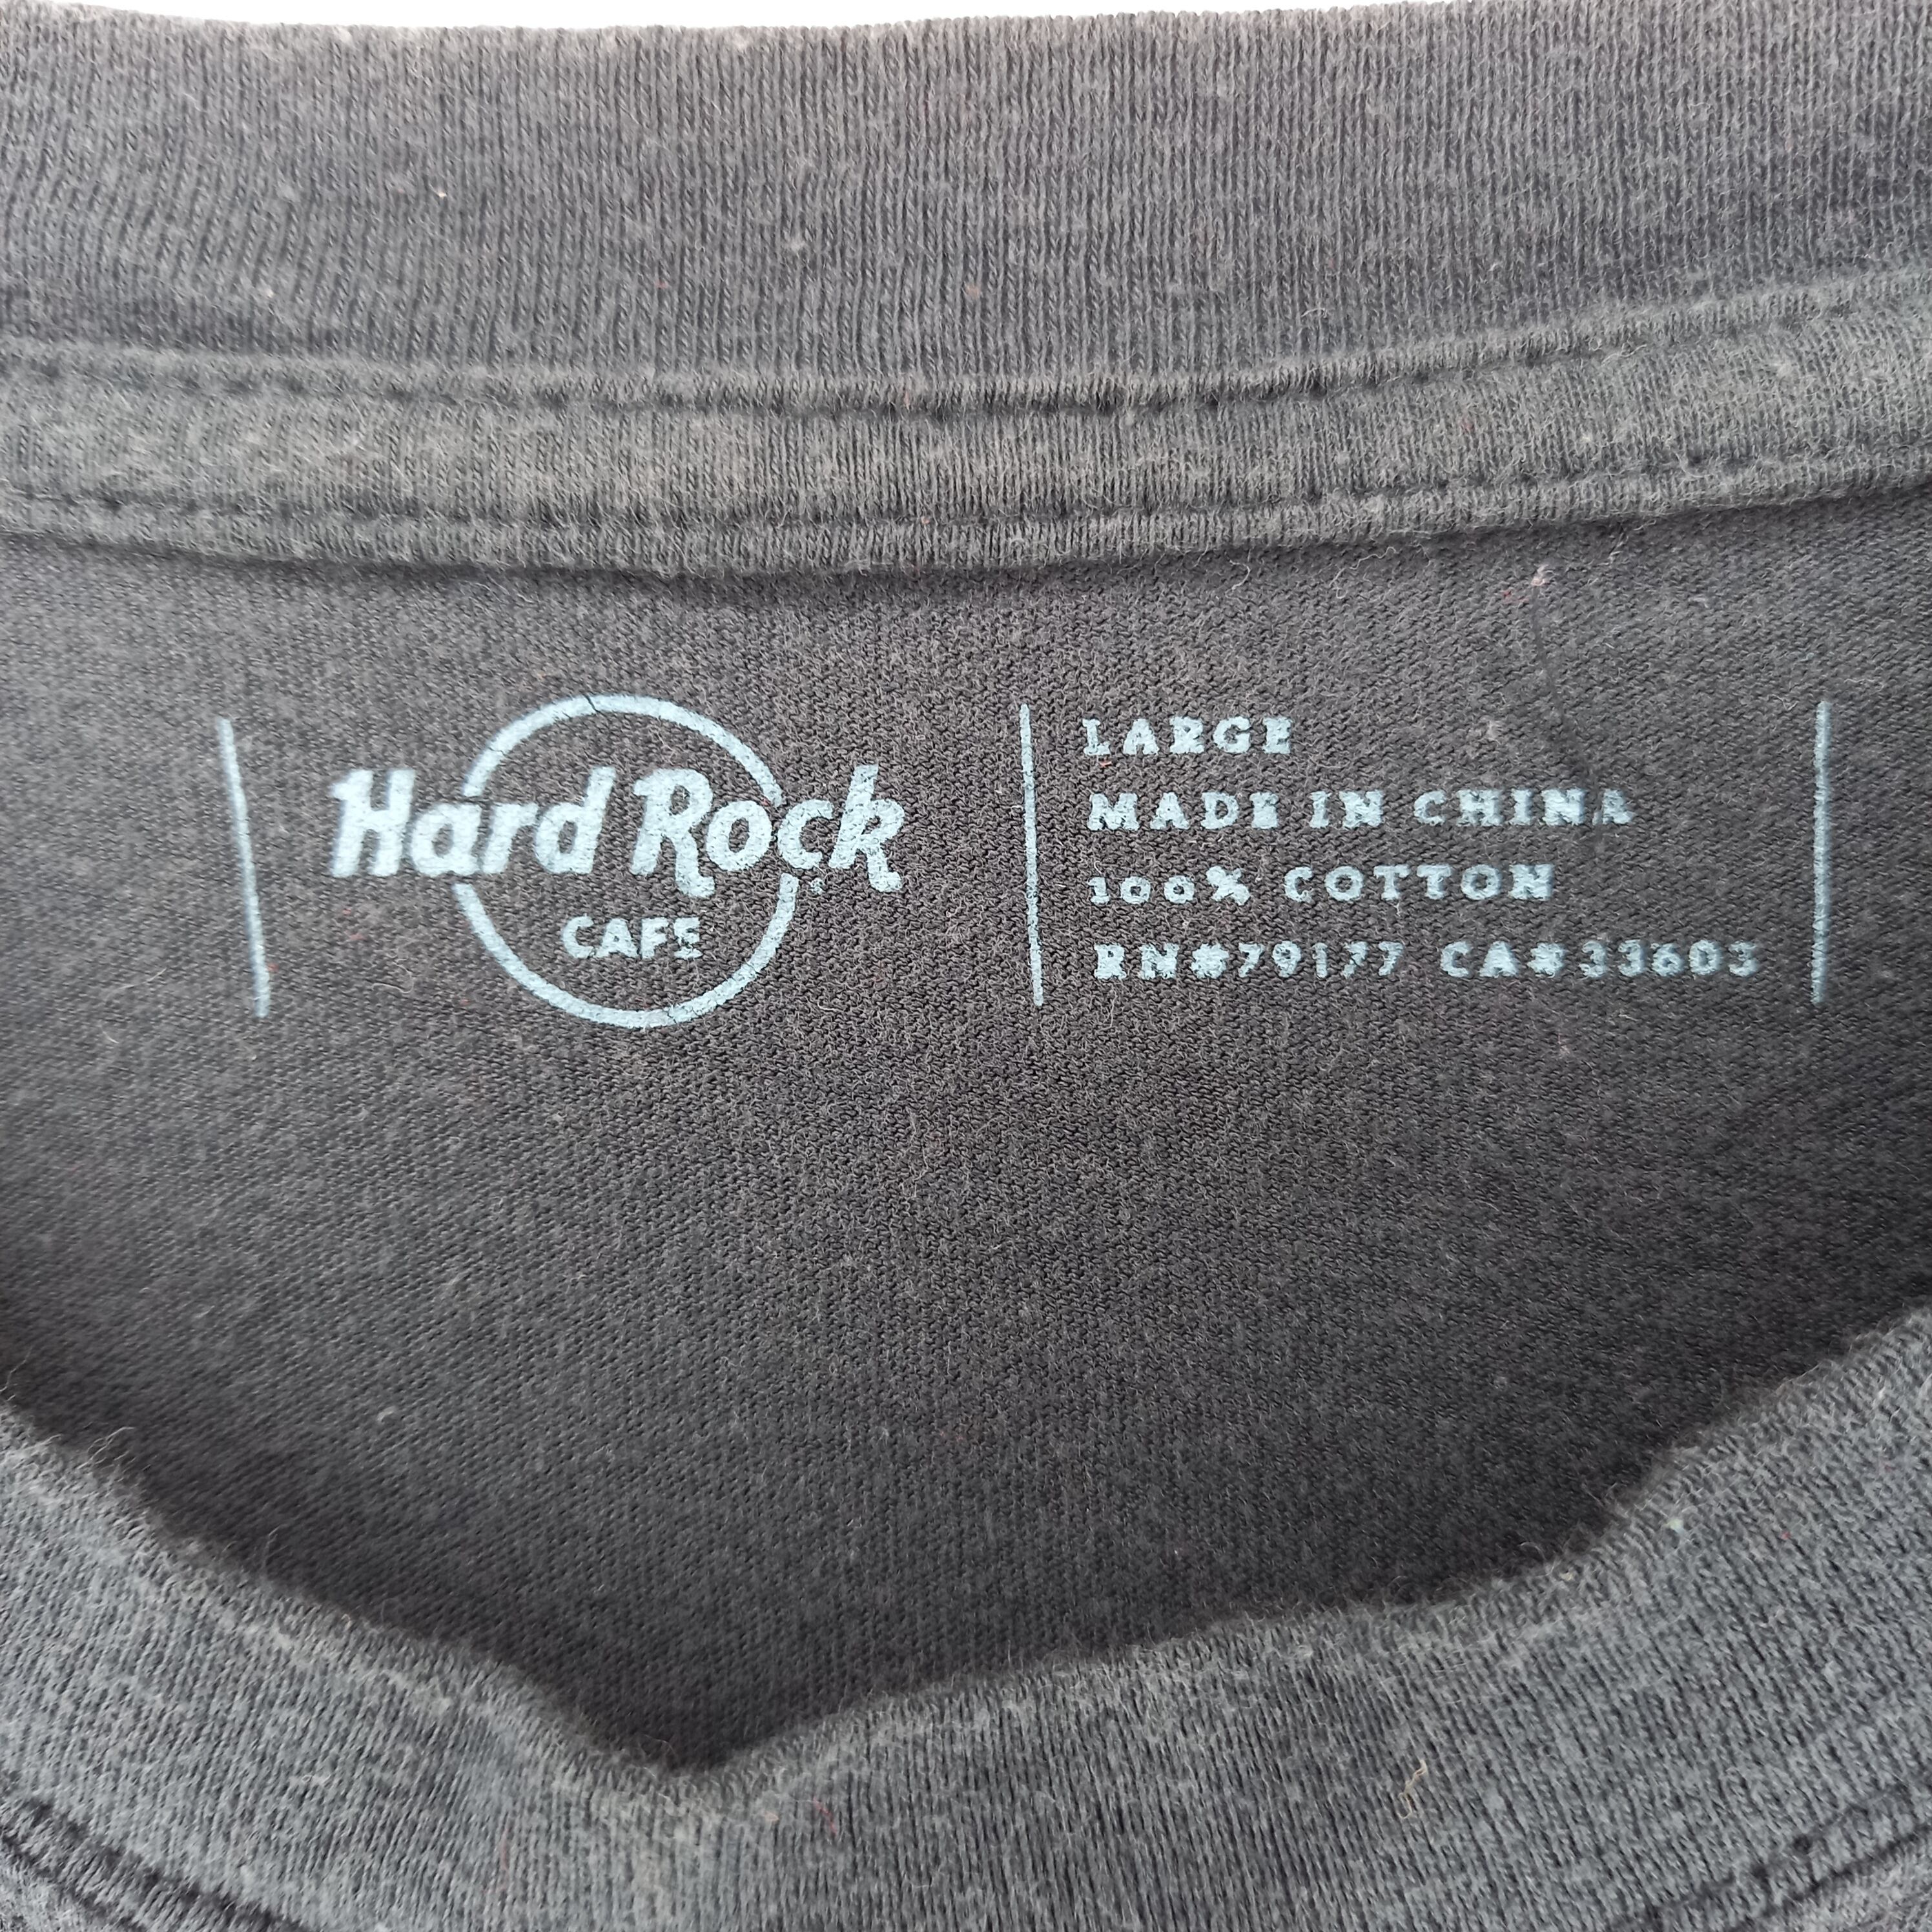 Hard Rock
CAFE
LARGE
MADE IN CHINA
100% COTTON
RN#79177 CA#33603